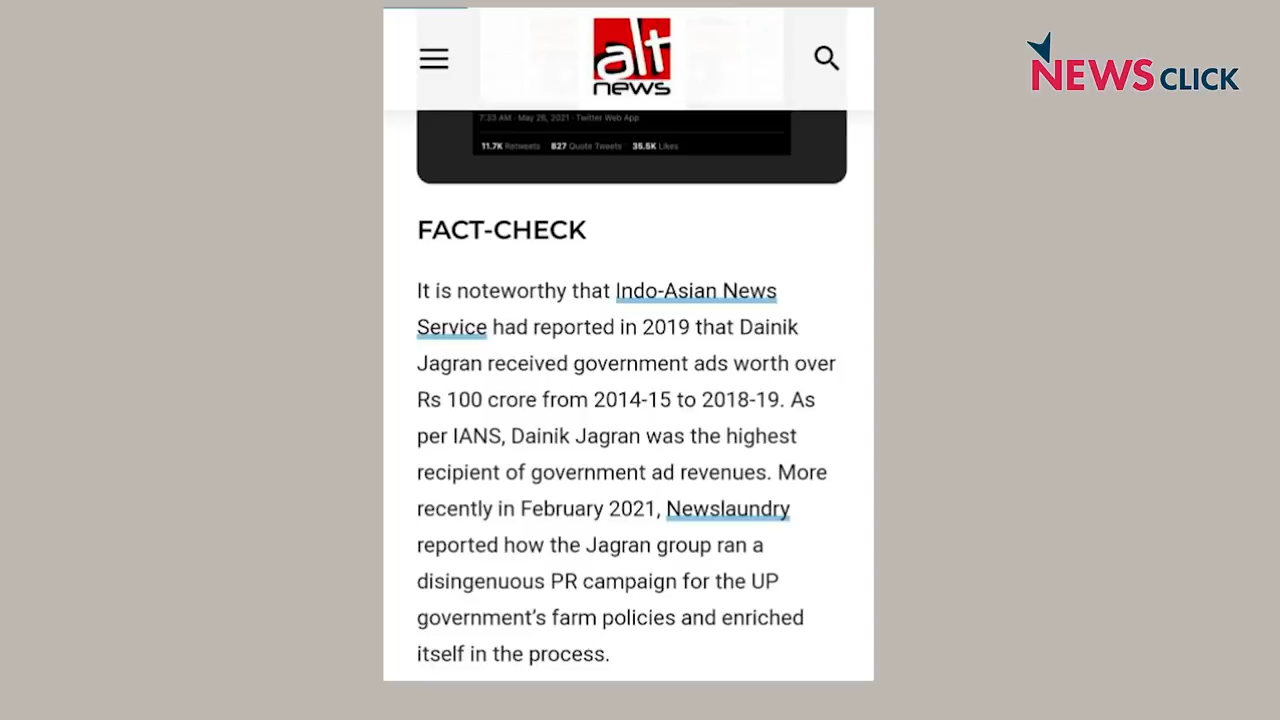 alt
news
NEWS CLICK
7:33 AM · May 26, 2021 · Twitter Web App
11.7K Retweets 827 Quote Tweets 35.5K Likes
FACT-CHECK
It is noteworthy that Indo-Asian News
Service had reported in 2019 that Dainik
Jagran received government ads worth over
Rs 100 crore from 2014-15 to 2018-19. As
per IANS, Dainik Jagran was the highest
recipient of government ad revenues. More
recently in February 2021, Newslaundry
reported how the Jagran group ran a
disingenuous PR campaign for the UP
government’s farm policies and enriched
itself in the process.